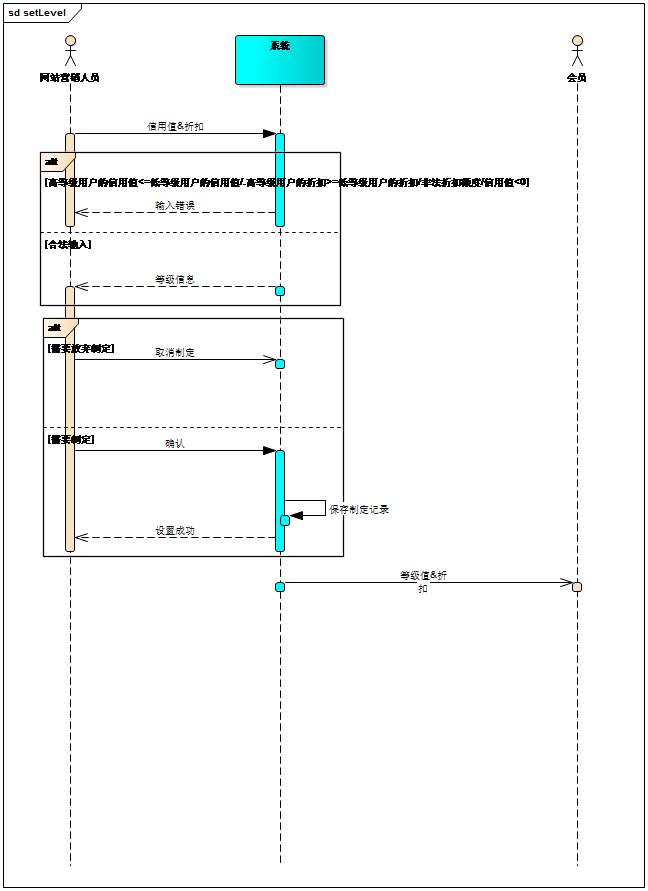 sd setLevel
网站营销人员
系统
会员
信用值&折扣
alt
[高等级用户的信用值<=低等级用户的信用值/.高等级用户的折扣>=低等级用户的折扣/非法折扣额度/信用值<0]
输入错误
[合法输入]
等级信息
alt
[需要放弃制定]
取消制定
[需要制定]
确认
保存制定记录
设置成功
等级值&折
扣